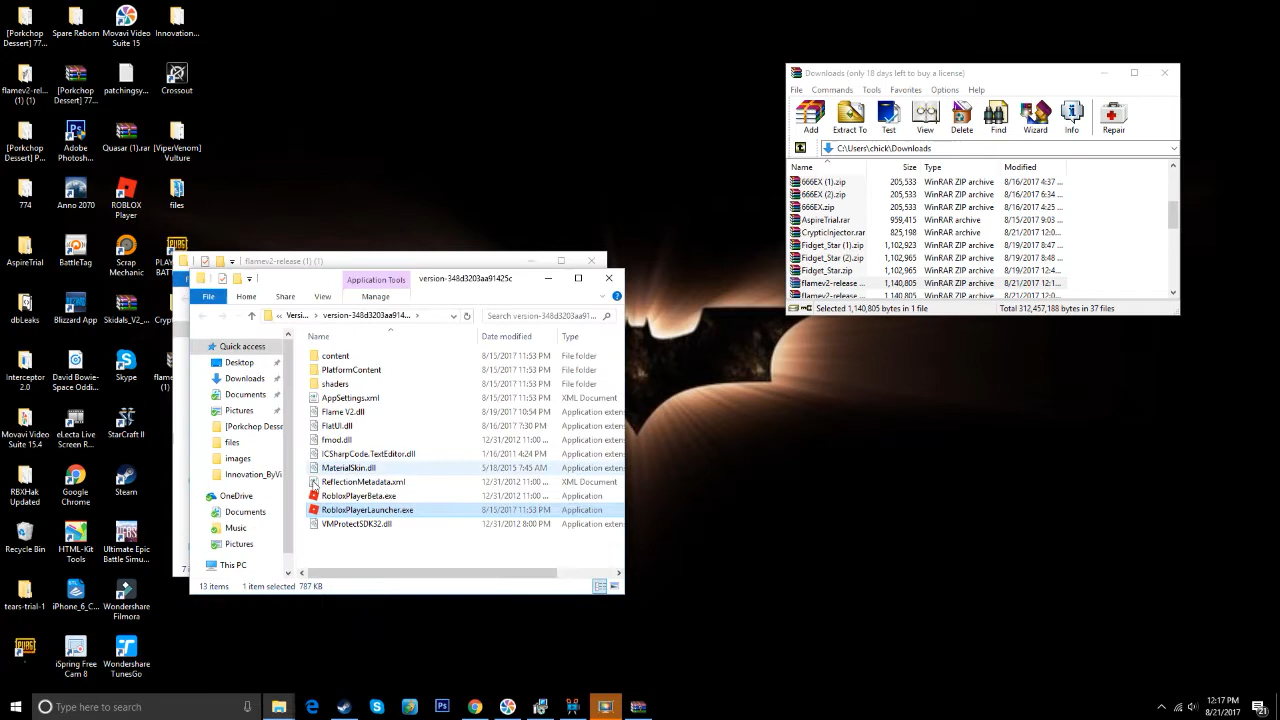 [Porkchop Dessert] 77...
Spare Reborn
Movavi Video Suite 15
Innovation...
flamev2-rele... (1) (1)
[Porkchop Dessert] 77...
patchingsy...
Crossout
[Porkchop Dessert] P...
Adobe Photosh...
Quasar (1).rar
[ViperVenom] Vulture
774
Anno 2070
ROBLOX Player
files
AspireTrial
BattleTag
Scrap Mechanic
dbLeaks
Blizzard App
Skidals_V2...
Interceptor 2.0
David Bowie- Space Oddi...
Skype
Movavi Video Suite 15.4
eLecta Live Screen R...
StarCraft II
RBXHak Updated
Google Chrome
Steam
Recycle Bin
HTML-Kit Tools
Ultimate Epic Battle Simu...
tears-trial-1
iPhone_6_C...
Wondershare Filmora
iSpring Free Cam 8
Wondershare TunesGo
Downloads (only 18 days left to buy a license)
File Commands Tools Favorites Options Help
Add Extract To Test View Delete Find Wizard Info Repair
C:\Users\chick\Downloads
Name Size Type Modified
666EX (1).zip 205,533 WinRAR ZIP archive 8/16/2017 4:37 ...
666EX (2).zip 205,533 WinRAR ZIP archive 8/16/2017 6:34 ...
666EX.zip 205,533 WinRAR ZIP archive 8/16/2017 4:25 ...
AspireTrial.rar 959,415 WinRAR archive 8/15/2017 9:03 ...
CrypticInjector.rar 825,198 WinRAR archive 8/21/2017 12:0...
Fidget_Star (1).zip 1,102,923 WinRAR ZIP archive 8/19/2017 8:47 ...
Fidget_Star (2).zip 1,102,965 WinRAR ZIP archive 8/19/2017 8:48 ...
Fidget_Star.zip 1,102,965 WinRAR ZIP archive 8/19/2017 12:4...
flamev2-release ... 1,140,805 WinRAR ZIP archive 8/21/2017 12:1...
flamev2-release ... 1,140,805 WinRAR ZIP archive 8/21/2017 12:0...
Selected 1,140,805 bytes in 1 file Total 312,457,188 bytes in 37 files
flamev2-release (1) (1)
Application Tools version-348d3203aa91425c
File Home Share View Manage
« Versi... › version-348d3203aa914... › Search version-348d3203aa91...
Name Date modified Type
Quick access
Desktop
Downloads
Documents
Pictures
[Porkchop Dessert
files
images
Innovation_ByVi
OneDrive
Documents
Music
Pictures
This PC
content 8/15/2017 11:53 PM File folder
PlatformContent 8/15/2017 11:53 PM File folder
shaders 8/15/2017 11:53 PM File folder
AppSettings.xml 8/15/2017 11:53 PM XML Document
Flame V2.dll 8/19/2017 10:54 PM Application exten
FlatUI.dll 8/16/2017 7:30 PM Application exten
fmod.dll 12/31/2012 11:00 ... Application exten
ICSharpCode.TextEditor.dll 1/16/2011 4:24 PM Application exten
MaterialSkin.dll 5/18/2015 7:45 AM Application exten
ReflectionMetadata.xml 12/31/2012 11:00 ... XML Document
RobloxPlayerBeta.exe 12/31/2012 11:00 ... Application
RobloxPlayerLauncher.exe 8/15/2017 11:53 PM Application
VMProtectSDK32.dll 12/31/2012 8:00 PM Application exten
13 items 1 item selected 787 KB
Type here to search
12:17 PM
8/21/2017